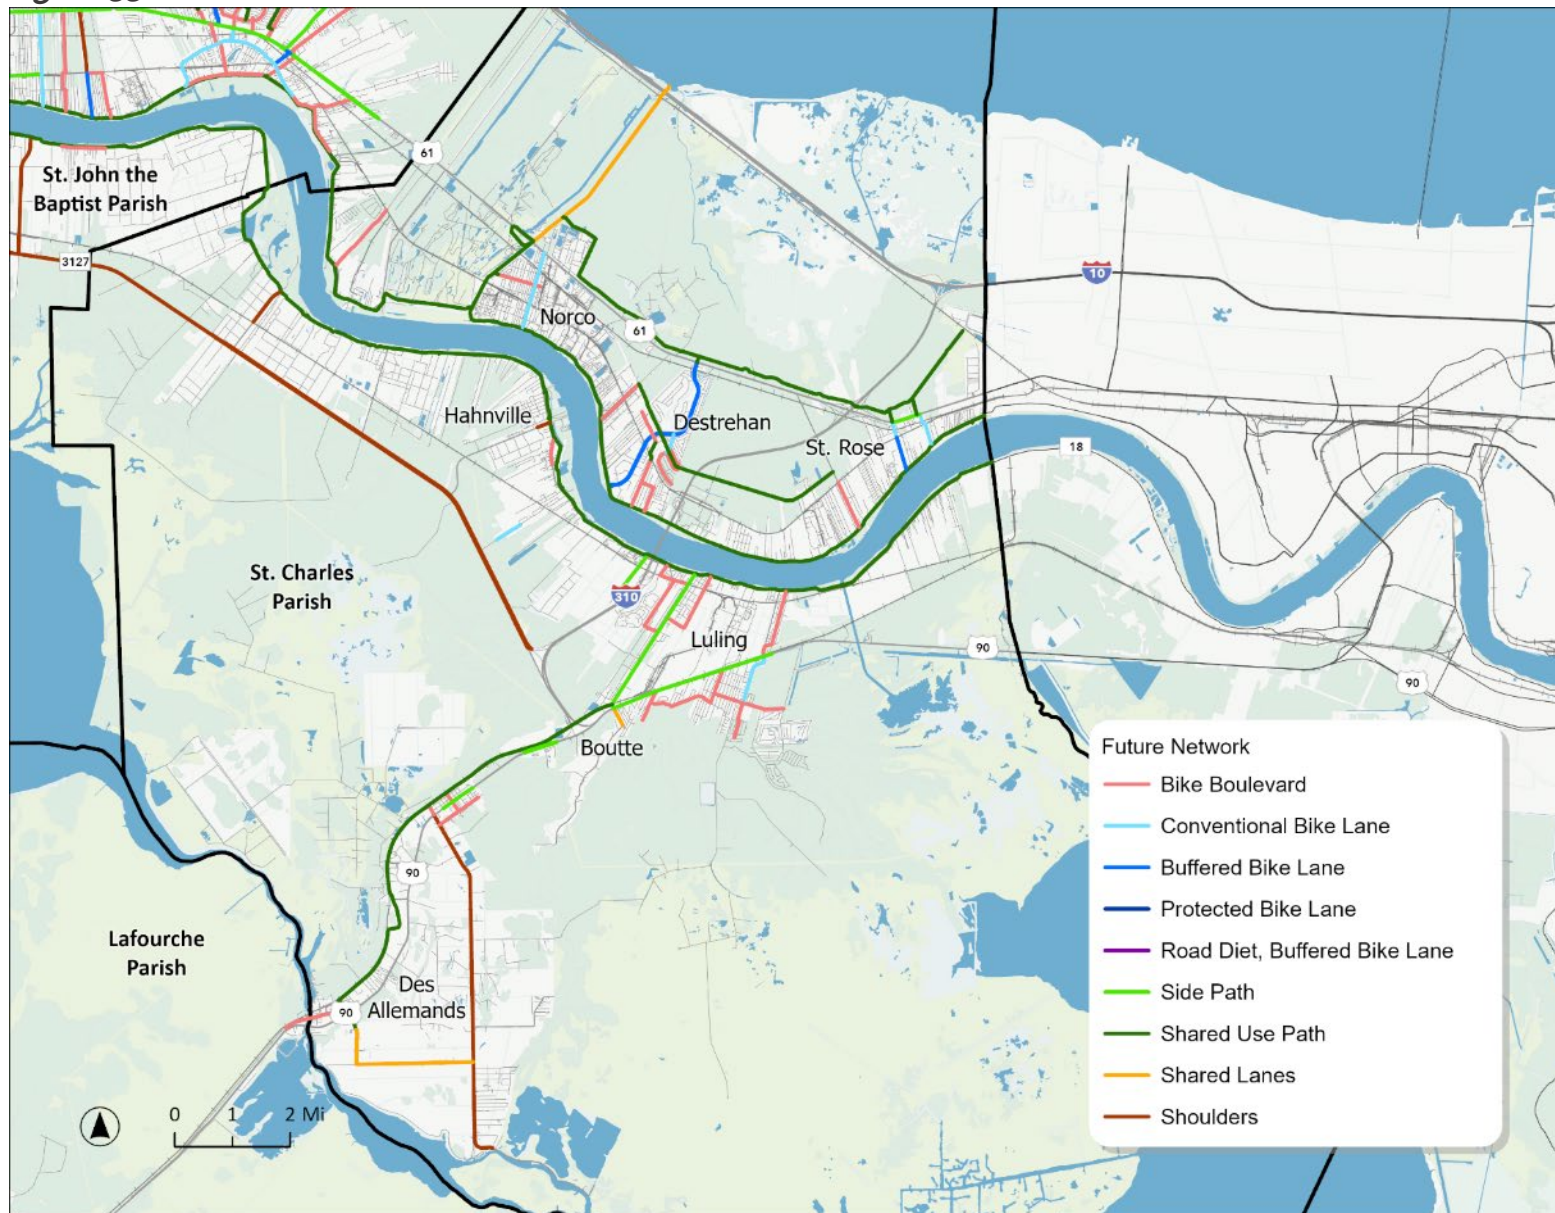 61
St. John the
Baptist Parish
3127
10
Norco
61
Hahnville
Destrehan
St. Rose
18
St. Charles
Parish
310
Luling
90
90
Boutte
Future Network
Bike Boulevard
Conventional Bike Lane
Buffered Bike Lane
Protected Bike Lane
Road Diet, Buffered Bike Lane
Side Path
Shared Use Path
Shared Lanes
Shoulders
90
Lafourche
Parish
Des
Allemands
90
0 1 2 Mi